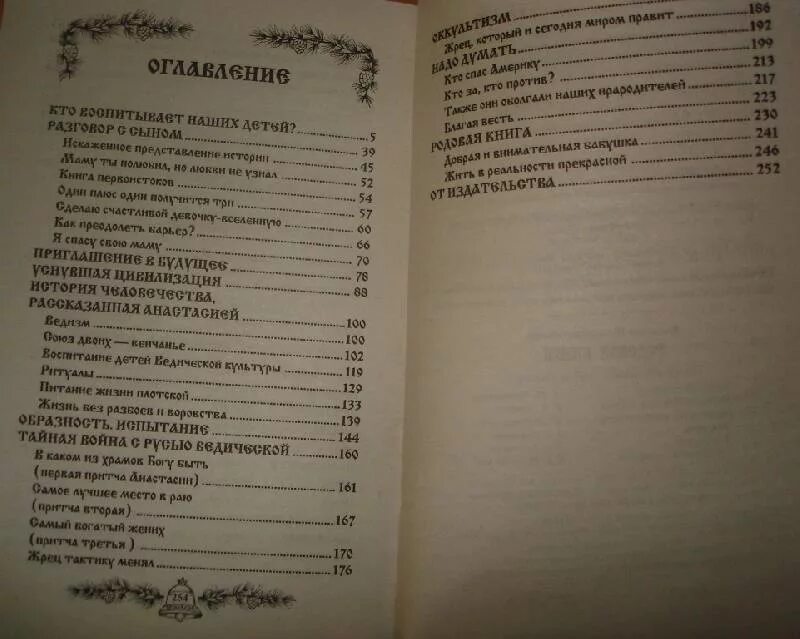 ОГЛАВЛЕНИЕ
КТО ВОСПИТЫВАЕТ НАШИХ ДЕТЕЙ? 5
РАЗГОВОР С СЫНОМ 39
Искаженное представление истории 45
Маму ты полюбил, но любви не узнал 52
Книга первоистоков 54
Один плюс один получится три 57
Сделаю счастливой девочку-вселенную 60
Как преодолеть барьер? 66
Я спасу свою маму 70
ПРИГЛАШЕНИЕ В БУДУЩЕЕ 78
УСНУВШАЯ ЦИВИЛИЗАЦИЯ 88
ИСТОРИЯ ЧЕЛОВЕЧЕСТВА,
РАССКАЗАННАЯ АНАСТАСИЕЙ 100
Ведизм 100
Союз двоих — венчанье 102
Воспитание детей Ведической культуры 119
Ритуалы 129
Питание жизни плотской 133
Жизнь без разбоев и воровства 139
ОБРАЗНОСТЬ. ИСПЫТАНИЕ 144
ТАЙНАЯ ВОЙНА С РУСЬЮ ВЕДИЧЕСКОЙ 160
В каком из храмов Богу быть
(первая притча Анастасии) 161
Самое лучшее место в раю
(притча вторая) 167
Самый богатый жених
(притча третья) 170
Жрец тактику менял 176
254
ОККУЛЬТИЗМ 186
Жрец, который и сегодня миром правит 192
НАДО ДУМАТЬ 199
Кто спас Америку 213
Кто за, кто против? 217
Также они оболгали наших прародителей 223
Благая весть 230
РОДОВАЯ КНИГА 241
Добрая и внимательная бабушка 246
Жить в реальности прекрасной 252
ОТ ИЗДАТЕЛЬСТВА